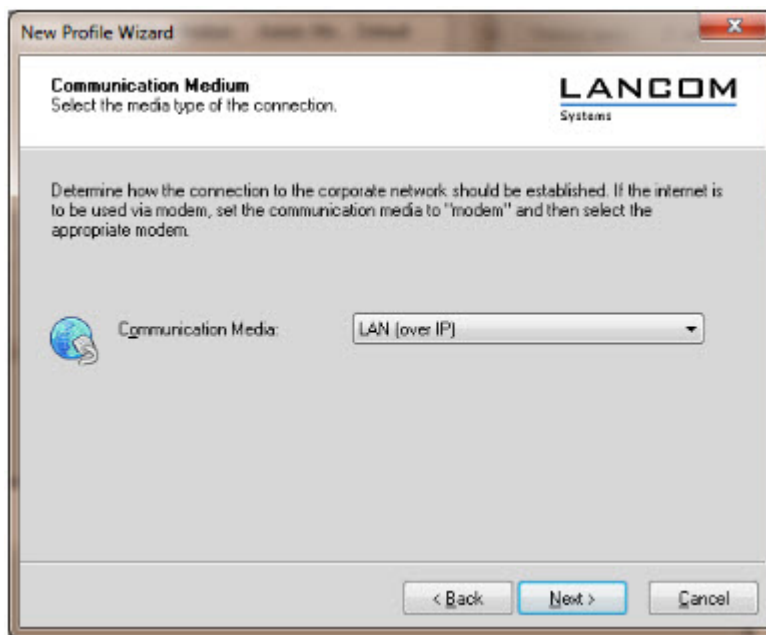 New Profile Wizard
Communication Medium
Select the media type of the connection.
LANCOM
Systems
Determine how the connection to the corporate network should be established. If the internet is
to be used via modem, set the communication media to "modem" and then select the
appropriate modem.
Communication Media:
LAN (over IP)
< Back
Next >
Cancel